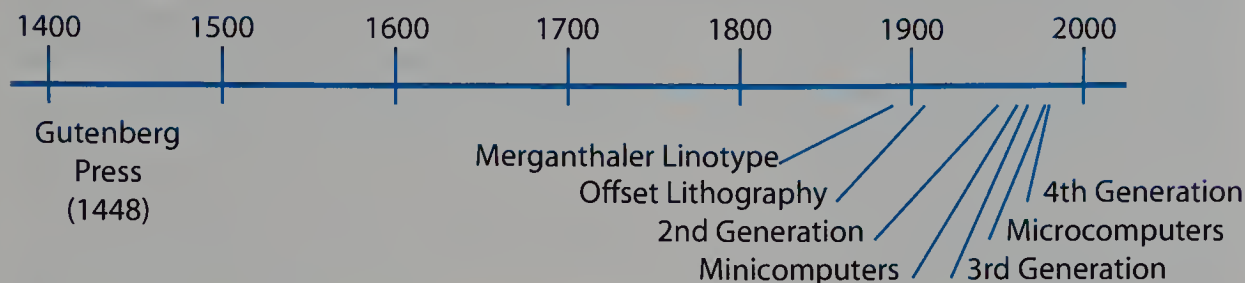 1400 1500 1600 1700 1800 1900 2000
Gutenberg
Press
(1448)
Merganthaler Linotype
Offset Lithography
4th Generation
2nd Generation
Microcomputers
Minicomputers
3rd Generation